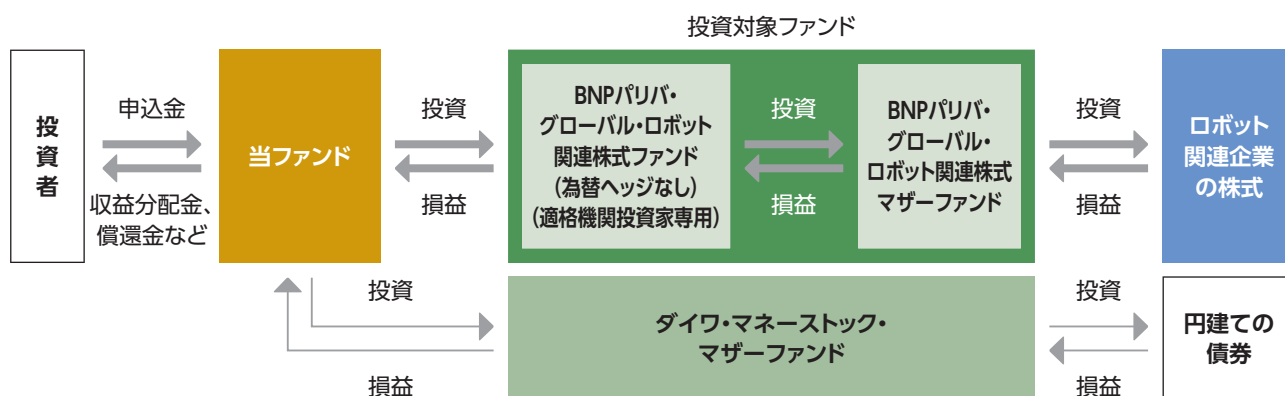 投資対象ファンド
投資者
申込金
収益分配金、
償還金など
当ファンド
投資
損益
BNPパリバ・
グローバル・ロボット
関連株式ファンド
(為替ヘッジなし)
(適格機関投資家専用)
投資
損益
BNPパリバ・
グローバル・
ロボット関連株式
マザーファンド
投資
損益
ロボット
関連企業
の株式
投資
損益
ダイワ・マネーストック・
マザーファンド
投資
損益
円建ての
債券